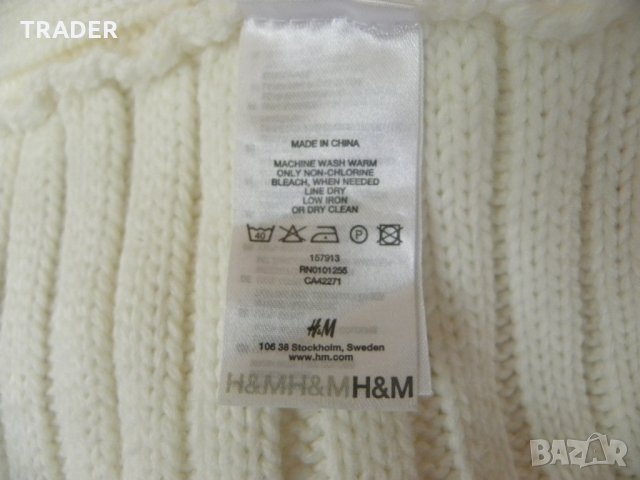 TRADER
MADE IN CHINA
MACHINE WASH WARM
ONLY NON-CHLORINE
BLEACH, WHEN NEEDED
LINE DRY
LOW IRON
OR DRY CLEAN
40 P
157913
RN0101255
CA42271
H&M
106 38 Stockholm, Sweden
www.hm.com
H&MH&MH&M
BAZAR